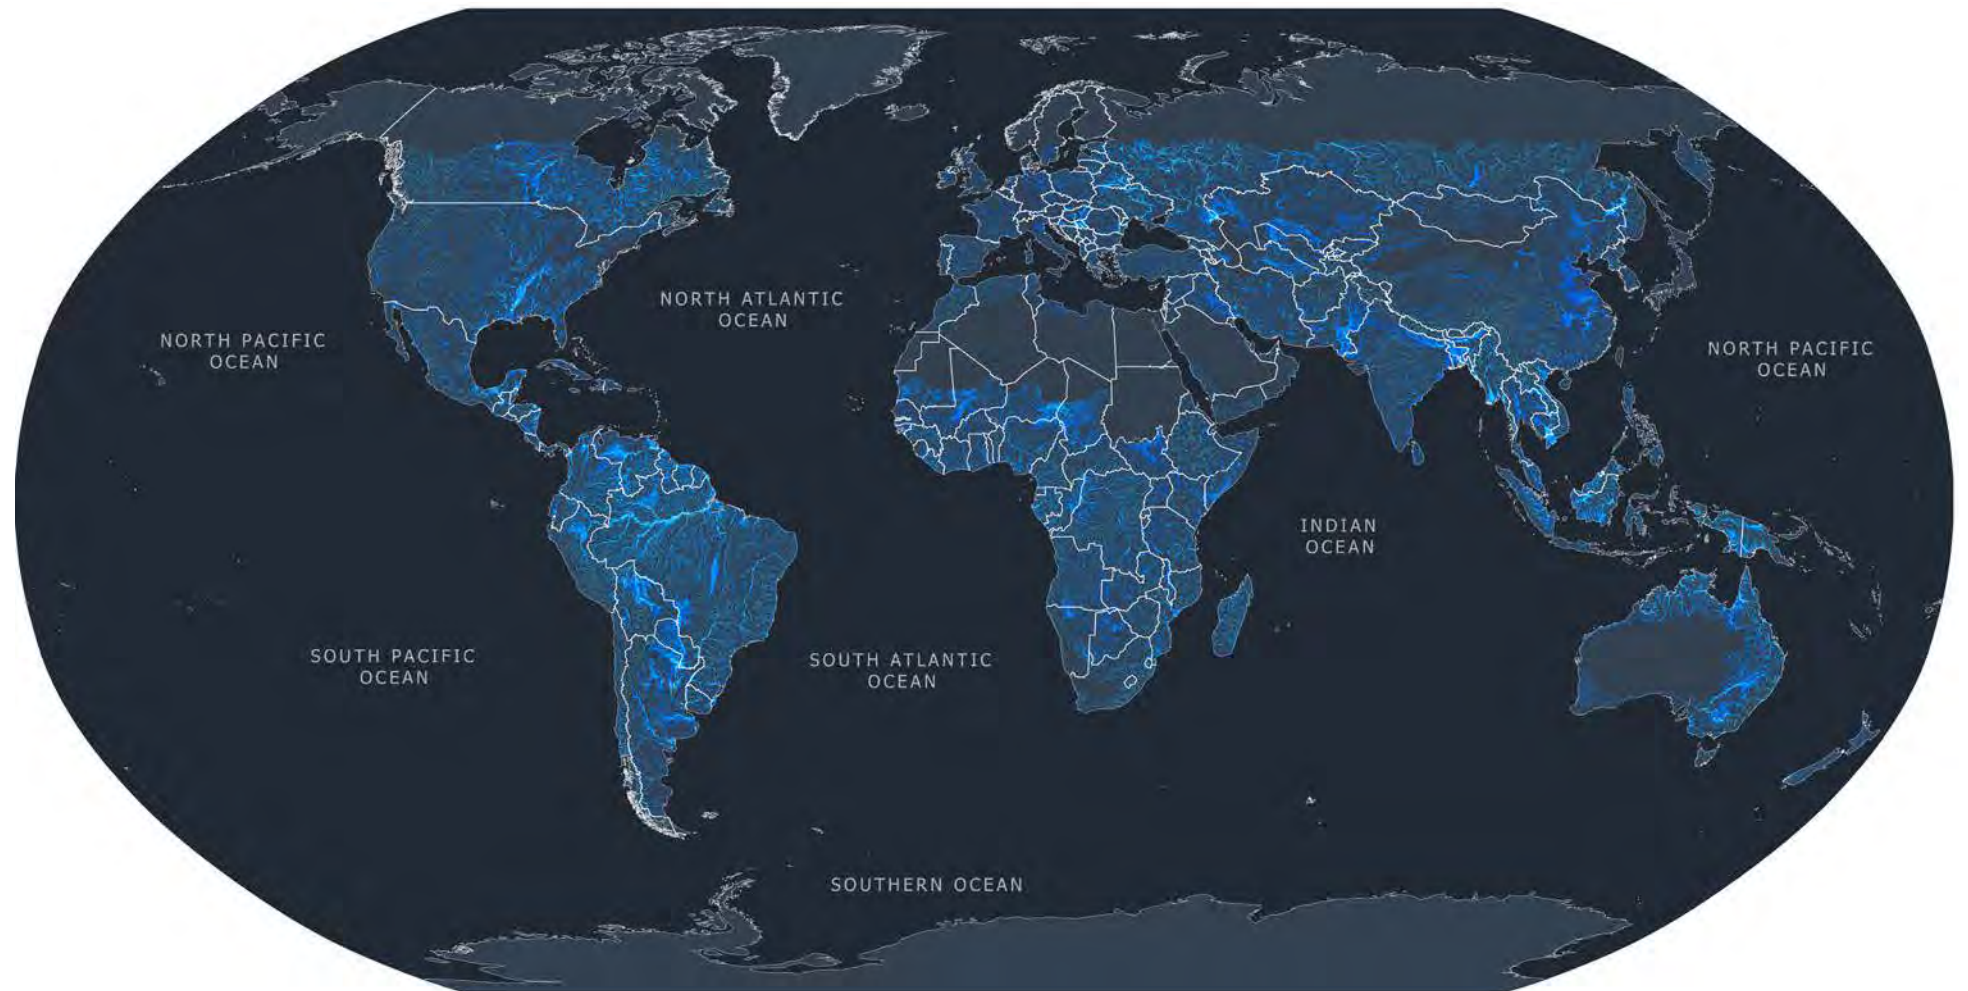 NORTH ATLANTIC
OCEAN
NORTH PACIFIC
OCEAN
NORTH PACIFIC
OCEAN
INDIAN
OCEAN
SOUTH PACIFIC
OCEAN
SOUTH ATLANTIC
OCEAN
SOUTHERN OCEAN